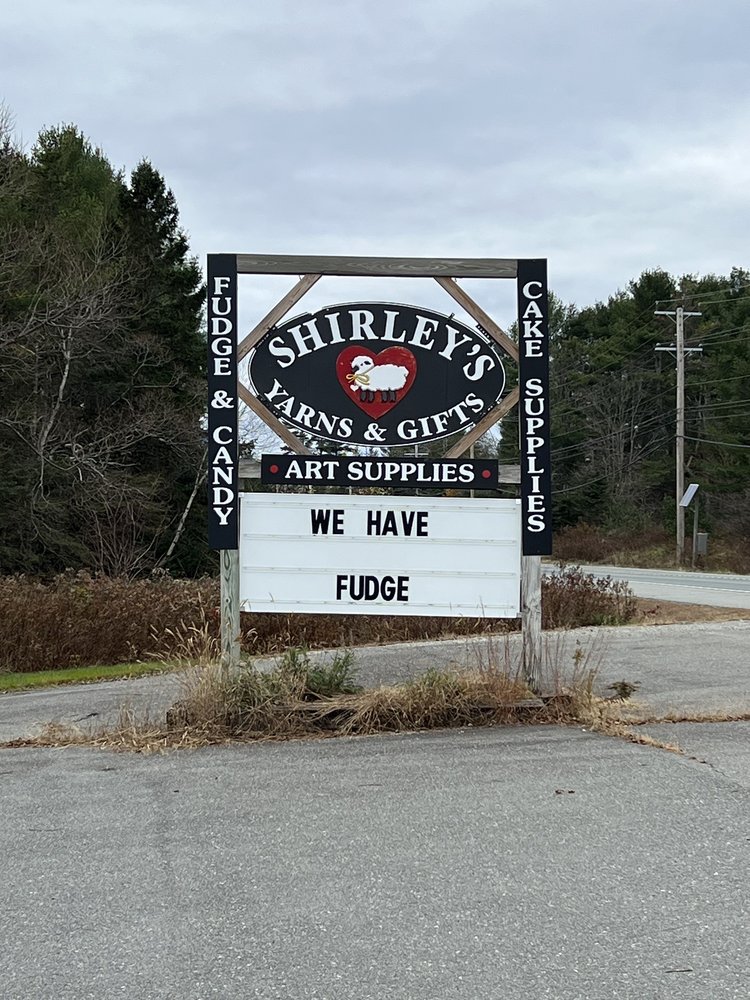 SHIRLEY'S
YARNS & GIFTS
FUDGE & CANDY
CAKE SUPPLIES
• ART SUPPLIES •
WE HAVE
FUDGE